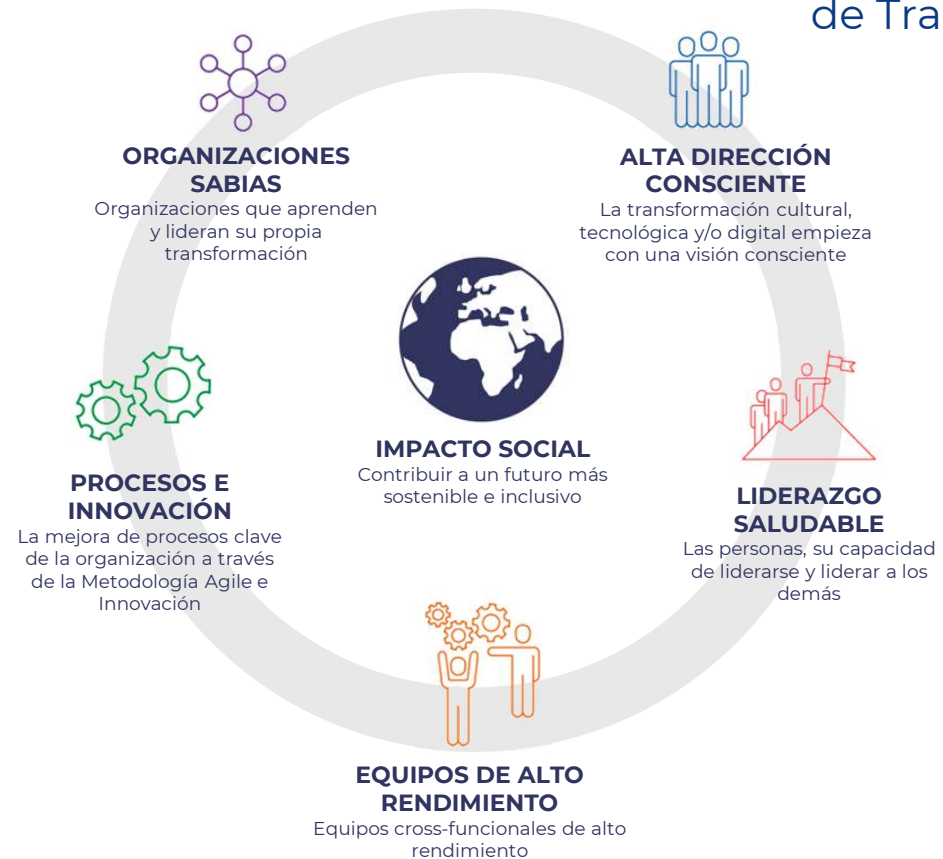 de Tra
ORGANIZACIONES
SABIAS
Organizaciones que aprenden
y lideran su propia
transformación
ALTA DIRECCIÓN
CONSCIENTE
La transformación cultural,
tecnológica y/o digital empieza
con una visión consciente
IMPACTO SOCIAL
Contribuir a un futuro más
sostenible e inclusivo
PROCESOS E
INNOVACIÓN
La mejora de procesos clave
de la organización a través
de la Metodología Agile e
Innovación
LIDERAZGO
SALUDABLE
Las personas, su capacidad
de liderarse y liderar a los
demás
EQUIPOS DE ALTO
RENDIMIENTO
Equipos cross-funcionales de alto
rendimiento